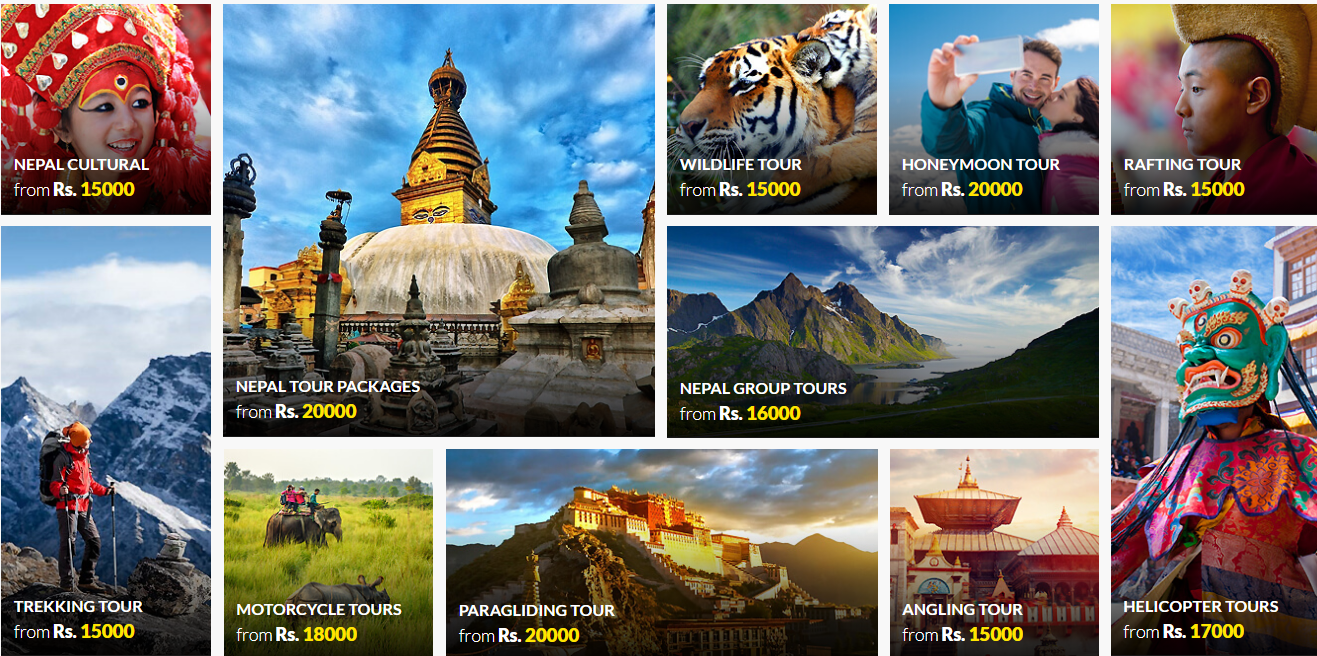 NEPAL CULTURAL
from Rs. 15000
NEPAL TOUR PACKAGES
from Rs. 20000
WILDLIFE TOUR
from Rs. 15000
HONEYMOON TOUR
from Rs. 20000
RAFTING TOUR
from Rs. 15000
TREKKING TOUR
from Rs. 15000
NEPAL GROUP TOURS
from Rs. 16000
HELICOPTER TOURS
from Rs. 17000
MOTORCYCLE TOURS
from Rs. 18000
PARAGLIDING TOUR
from Rs. 20000
ANGLING TOUR
from Rs. 15000